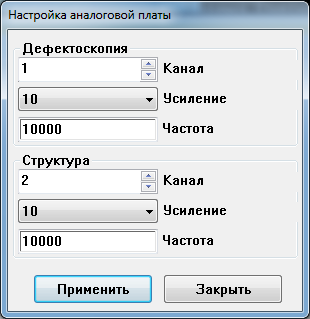 Настройка аналоговой платы
Дефектоскопия
1 Канал
10 Усиление
10000 Частота
Структура
2 Канал
10 Усиление
10000 Частота
Применить Закрыть